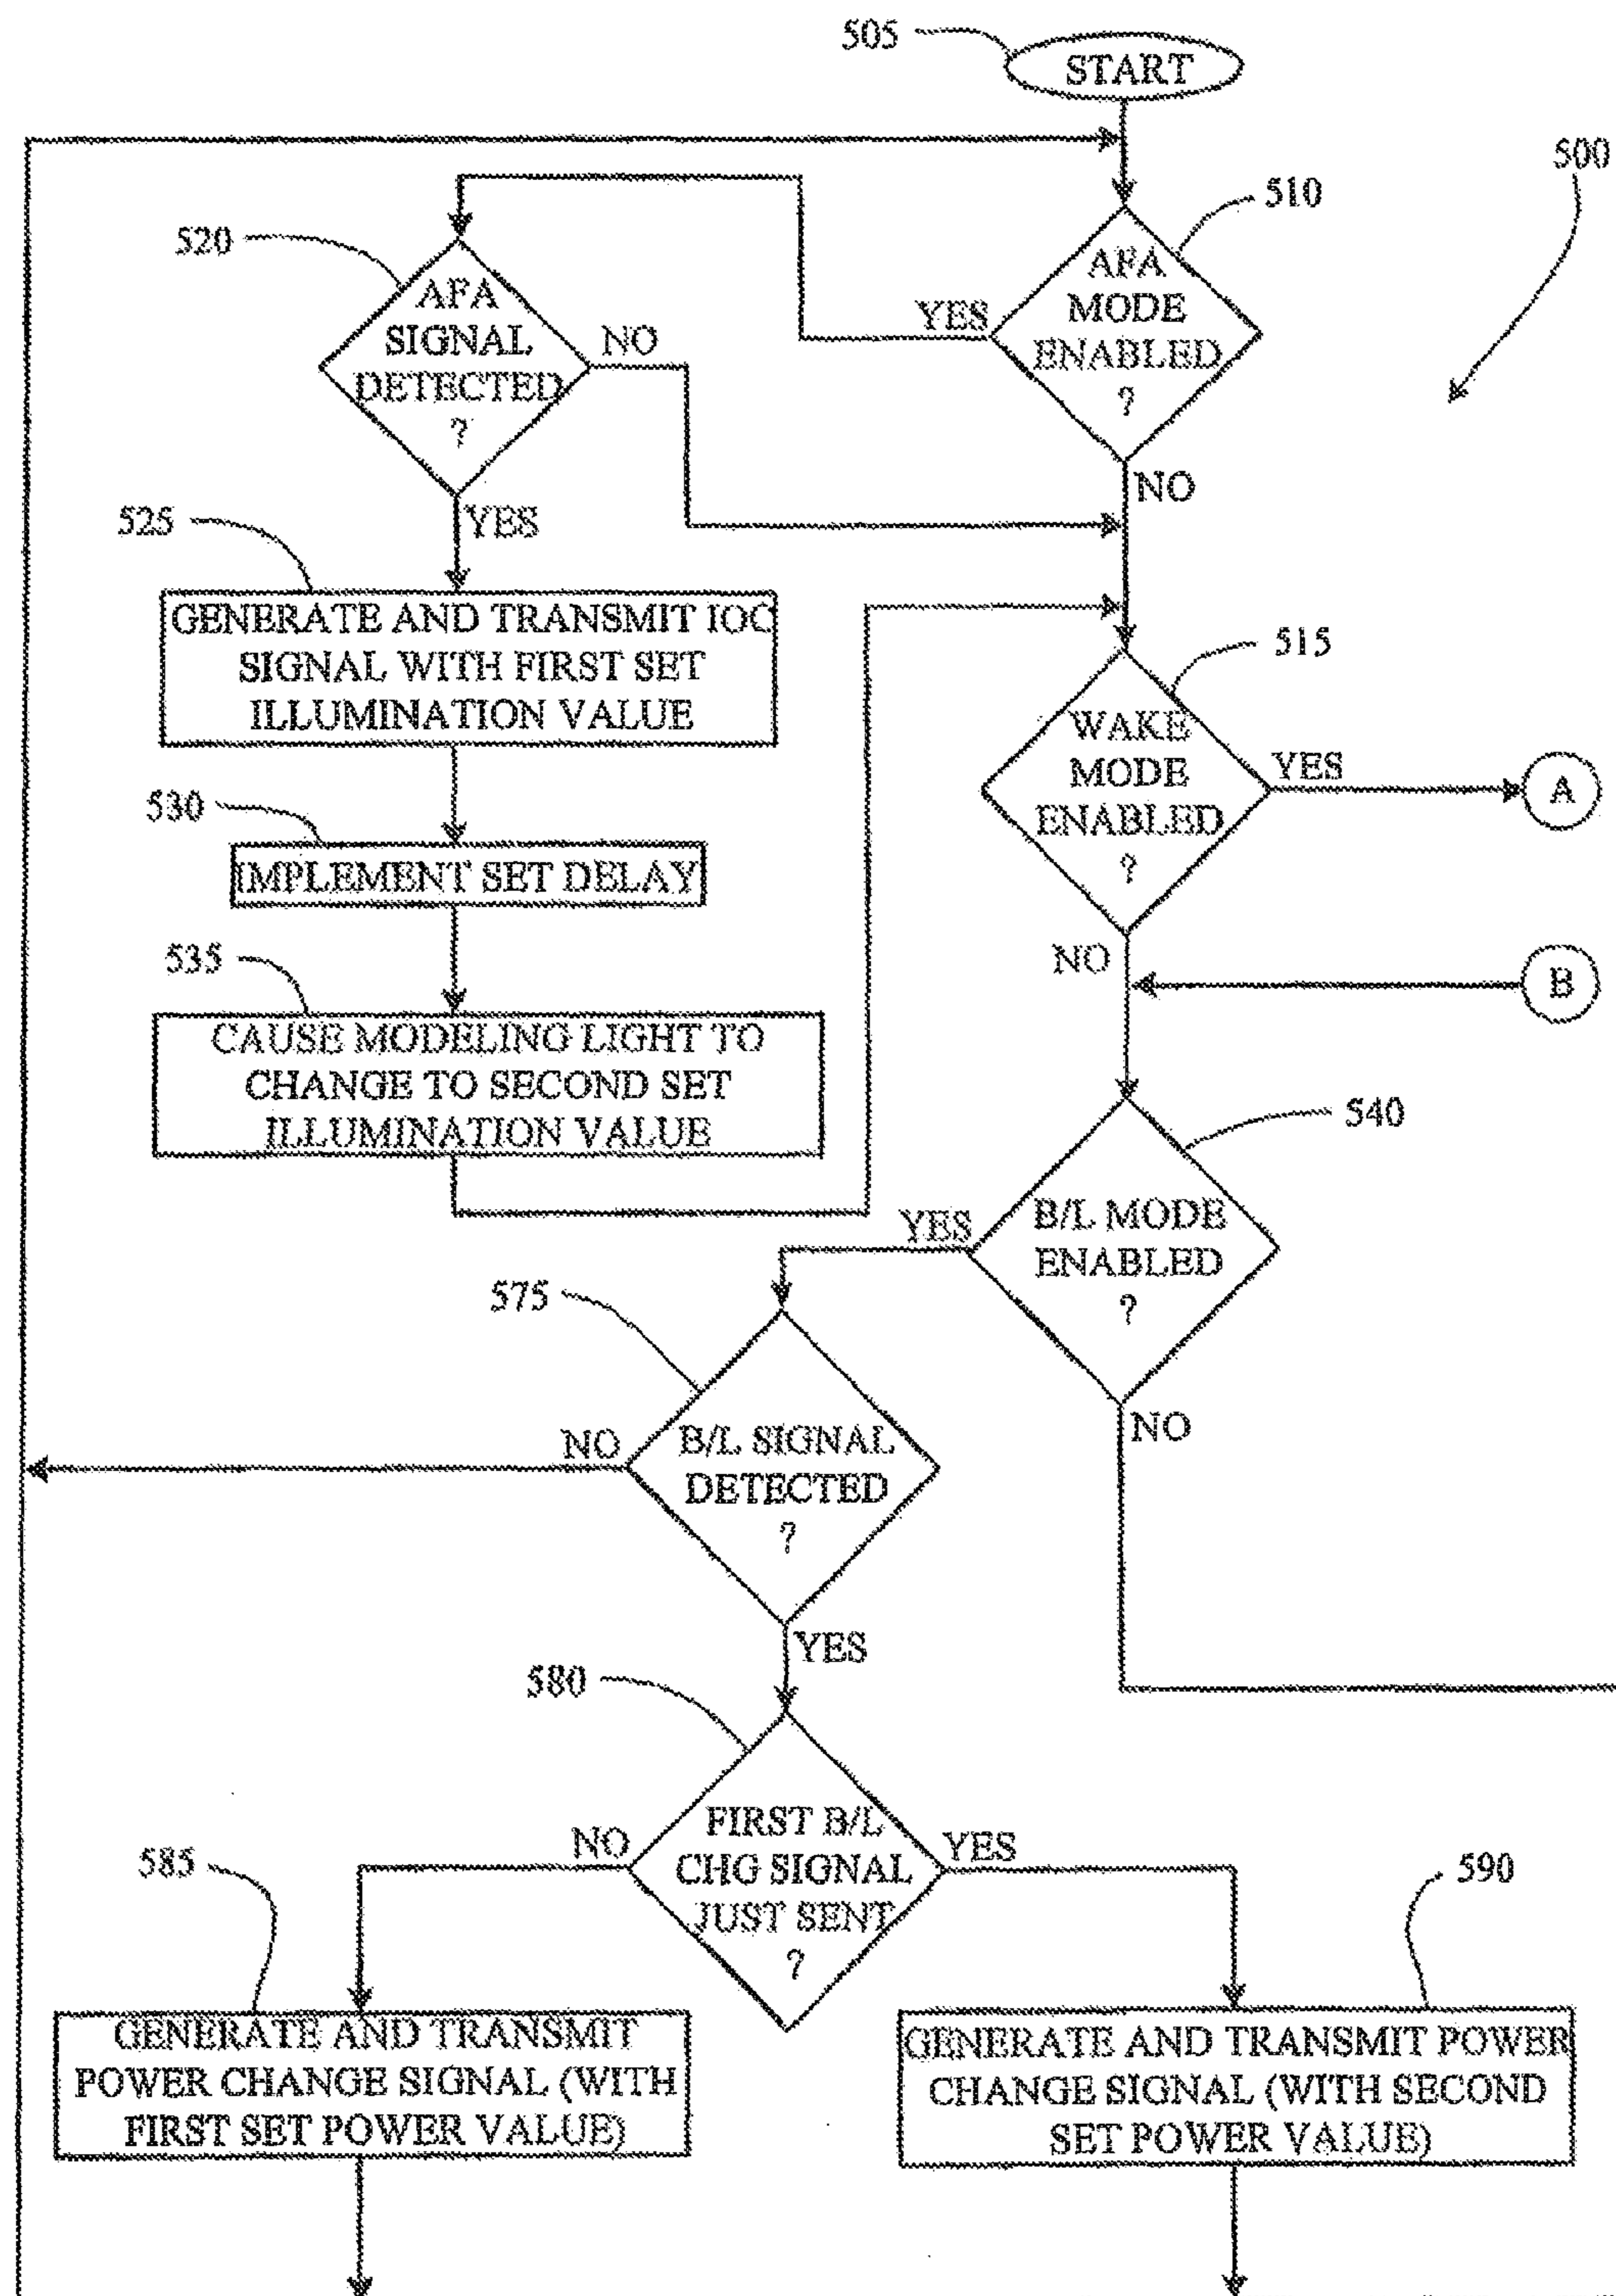 505
START
500
510
AFA
MODE
ENABLED
?
YES
NO
520
AFA
SIGNAL
DETECTED
?
NO
YES
525
GENERATE AND TRANSMIT IOC
SIGNAL WITH FIRST SET
ILLUMINATION VALUE
530
IMPLEMENT SET DELAY
535
CAUSE MODELING LIGHT TO
CHANGE TO SECOND SET
ILLUMINATION VALUE
515
WAKE
MODE
ENABLED
?
YES
A
NO
B
540
B/L MODE
ENABLED
?
YES
NO
575
B/L SIGNAL
DETECTED
?
NO
YES
580
FIRST B/L
CHG SIGNAL
JUST SENT
?
NO
YES
585
GENERATE AND TRANSMIT
POWER CHANGE SIGNAL (WITH
FIRST SET POWER VALUE)
590
GENERATE AND TRANSMIT POWER
CHANGE SIGNAL (WITH SECOND
SET POWER VALUE)